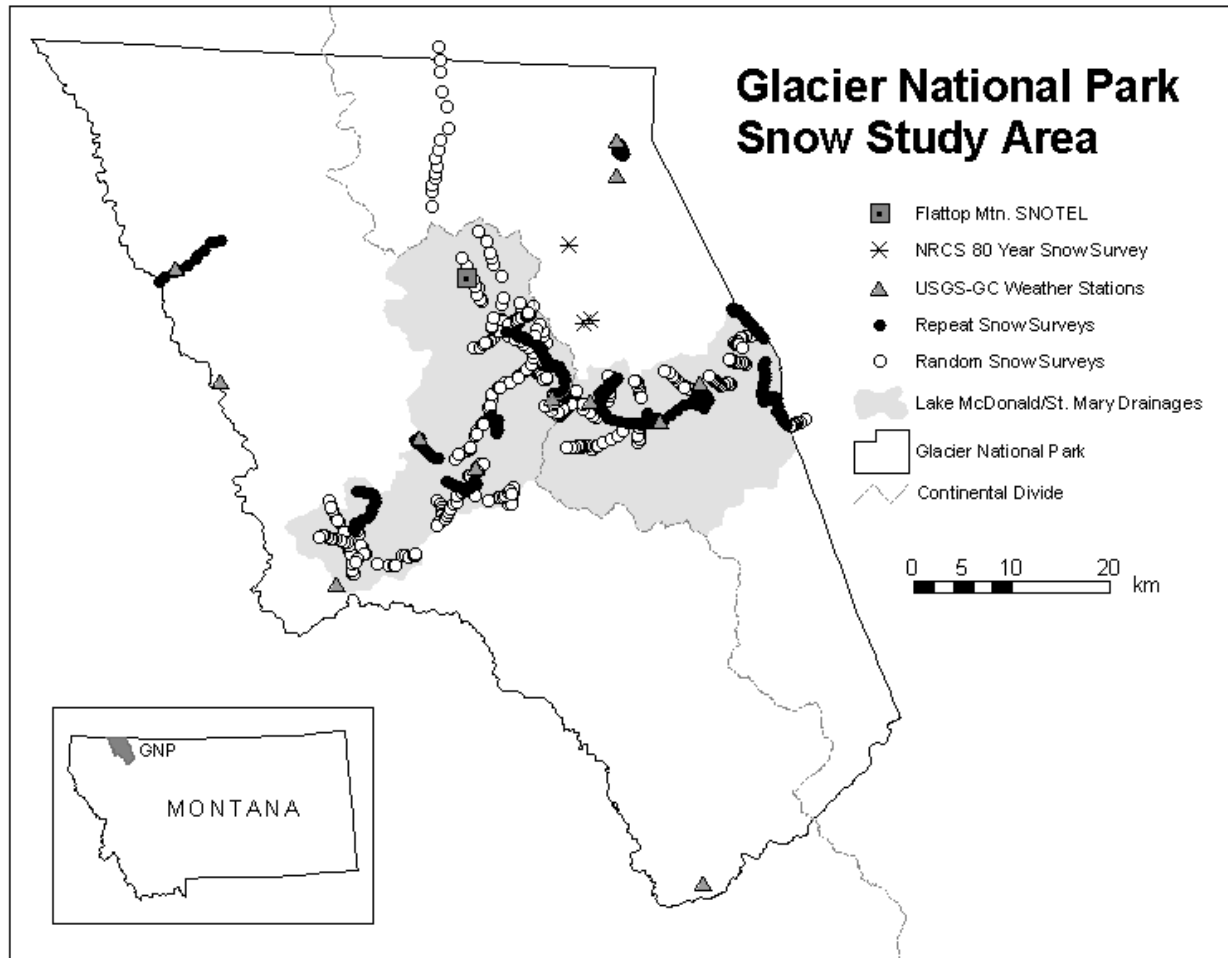 Glacier National Park
Snow Study Area
Flattop Mtn. SNOTEL
NRCS 80 Year Snow Survey
USGS-GC Weather Stations
Repeat Snow Surveys
Random Snow Surveys
Lake McDonald/St. Mary Drainages
Glacier National Park
Continental Divide
0 5 10 20
km
GNP
MONTANA